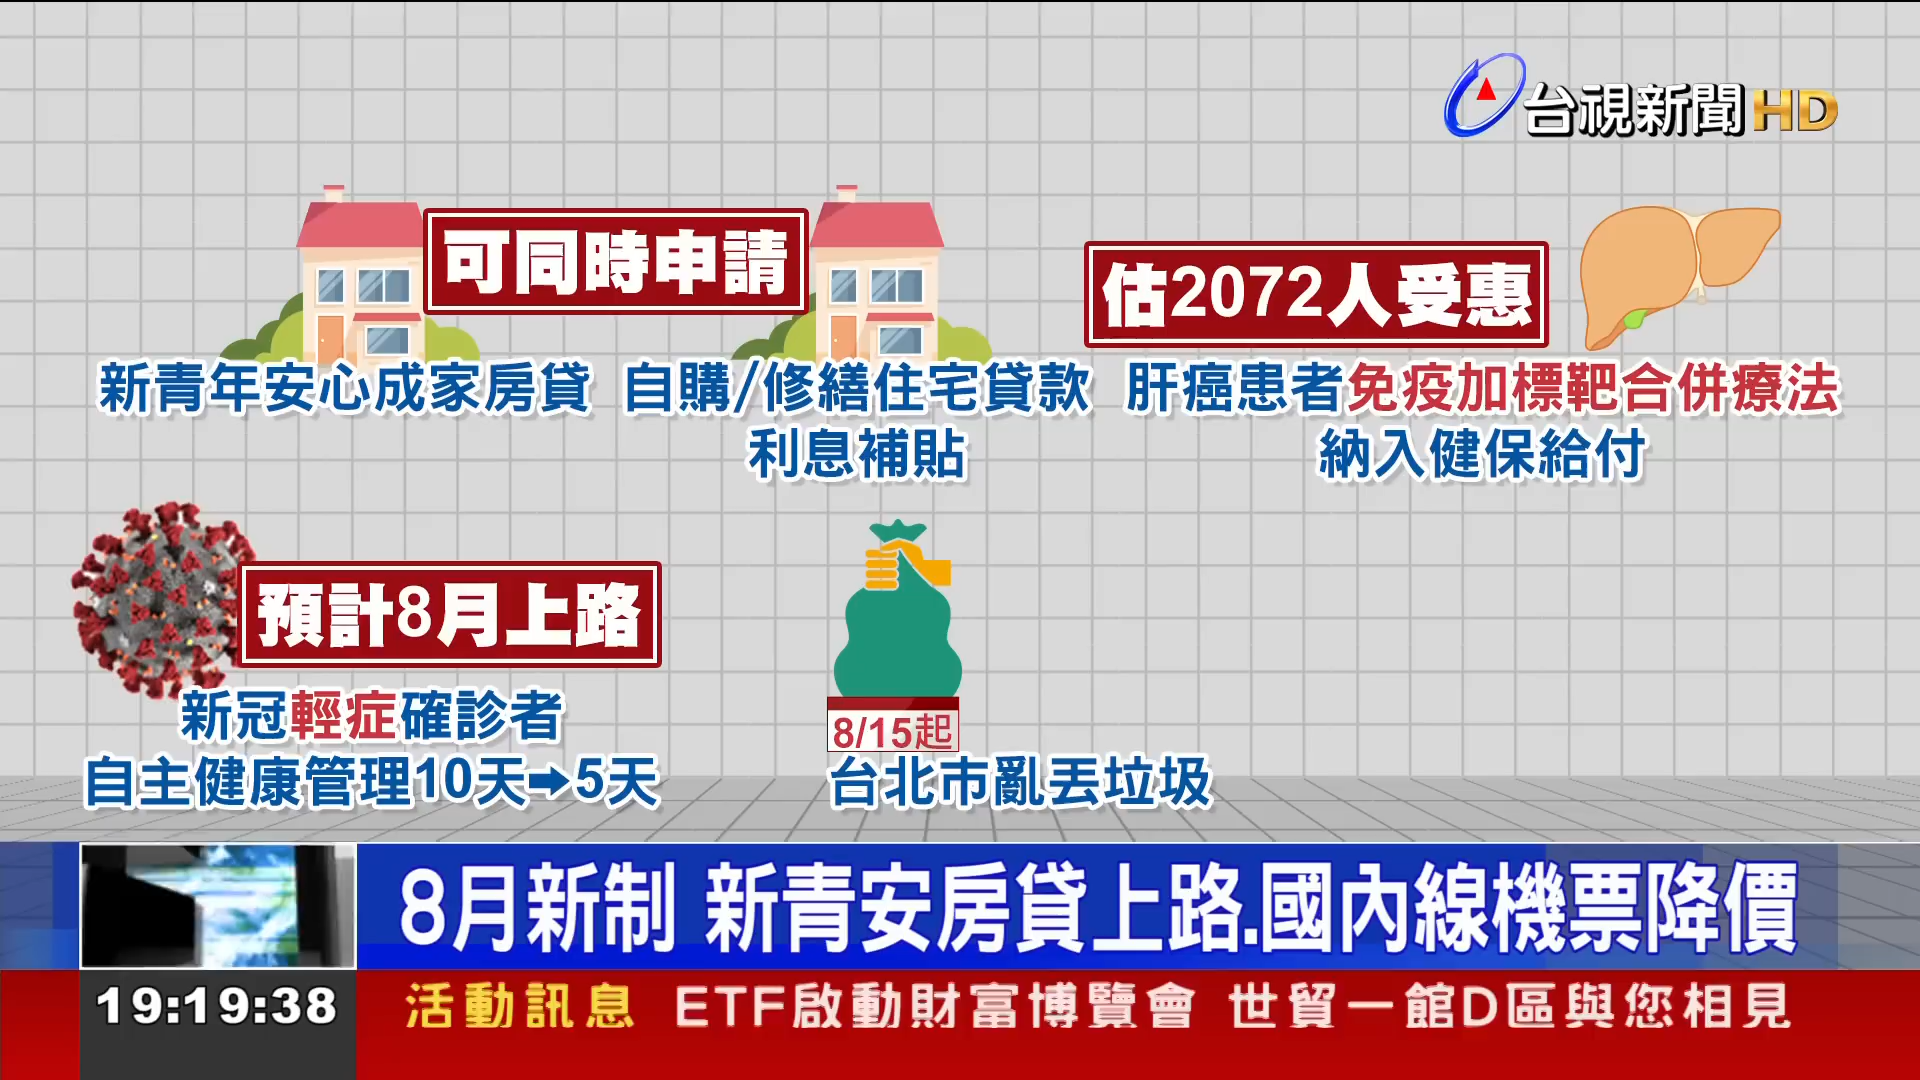 台視新聞HD
可同時申請
新青年安心成家房貸
自購/修繕住宅貸款
利息補貼
估2072人受惠
肝癌患者免疫加標靶合併療法
納入健保給付
預計8月上路
新冠輕症確診者
自主健康管理10天➡5天
8/15起
台北市亂丟垃圾
8月新制 新青安房貸上路.國內線機票降價
19:19:38
活動訊息 ETF啟動財富博覽會 世貿一館D區與您相見